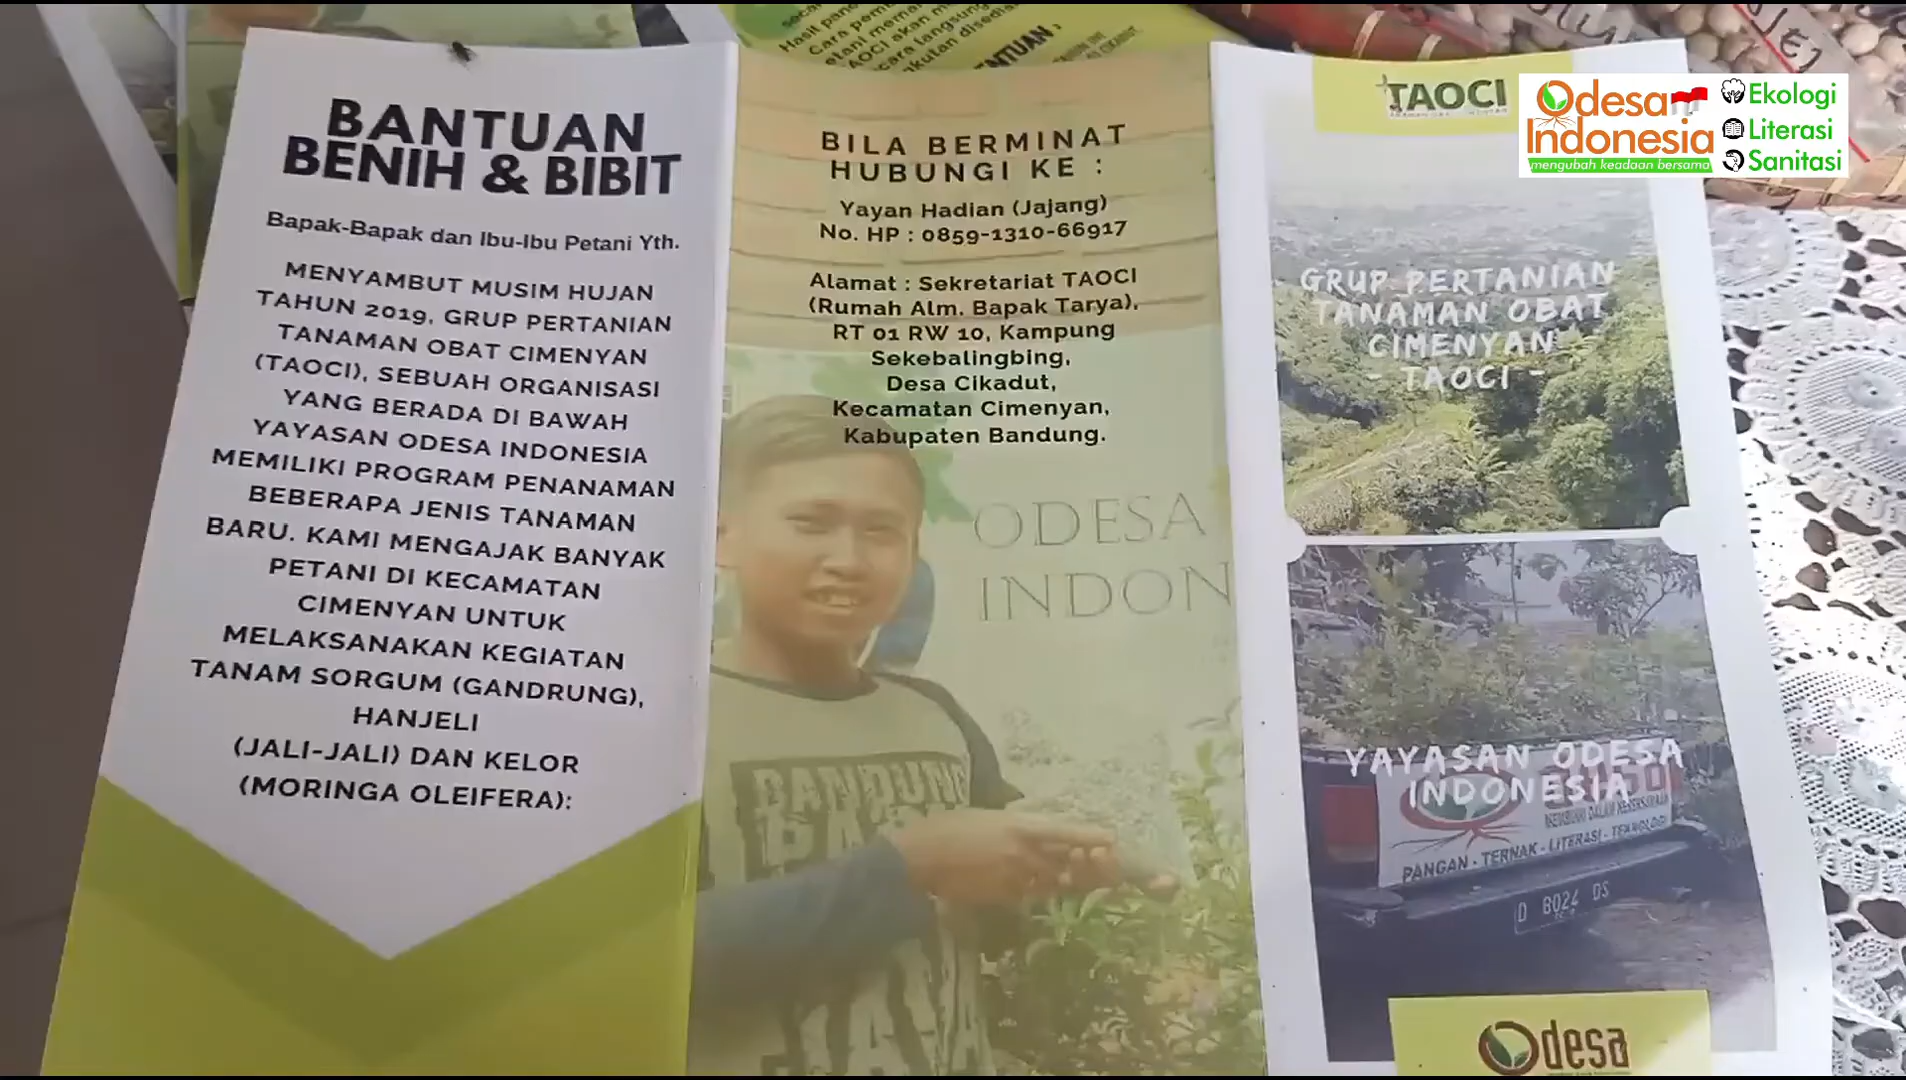 BANTUAN
BENIH & BIBIT
Bapak-Bapak dan Ibu-Ibu Petani Yth.
MENYAMBUT MUSIM HUJAN
TAHUN 2019, GRUP PERTANIAN
TANAMAN OBAT CIMENYAN
(TAOCI), SEBUAH ORGANISASI
YANG BERADA DI BAWAH
YAYASAN ODESA INDONESIA
MEMILIKI PROGRAM PENANAMAN
BEBERAPA JENIS TANAMAN
BARU. KAMI MENGAJAK BANYAK
PETANI DI KECAMATAN
CIMENYAN UNTUK
MELAKSANAKAN KEGIATAN
TANAM SORGUM (GANDRUNG),
HANJELI
(JALI-JALI) DAN KELOR
(MORINGA OLEIFERA):
BILA BERMINAT
HUBUNGI KE :
Yayan Hadian (Jajang)
No. HP : 0859-1310-66917
Alamat : Sekretariat TAOCI
(Rumah Alm. Bapak Tarya),
RT 01 RW 10, Kampung
Sekebalingbing,
Desa Cikadut,
Kecamatan Cimenyan,
Kabupaten Bandung.
ODESA
INDON
BANDUNG
TAOCI
GRUP PERTANIAN
TANAMAN OBAT
CIMENYAN
- TAOCI -
YAYASAN ODESA
INDONESIA
PANGAN - TERNAK - LITERASI - TEKNOLOGI
D 8024 DS
Odesa
Odesa
Indonesia
mengubah keadaan bersama
Ekologi
Literasi
Sanitasi